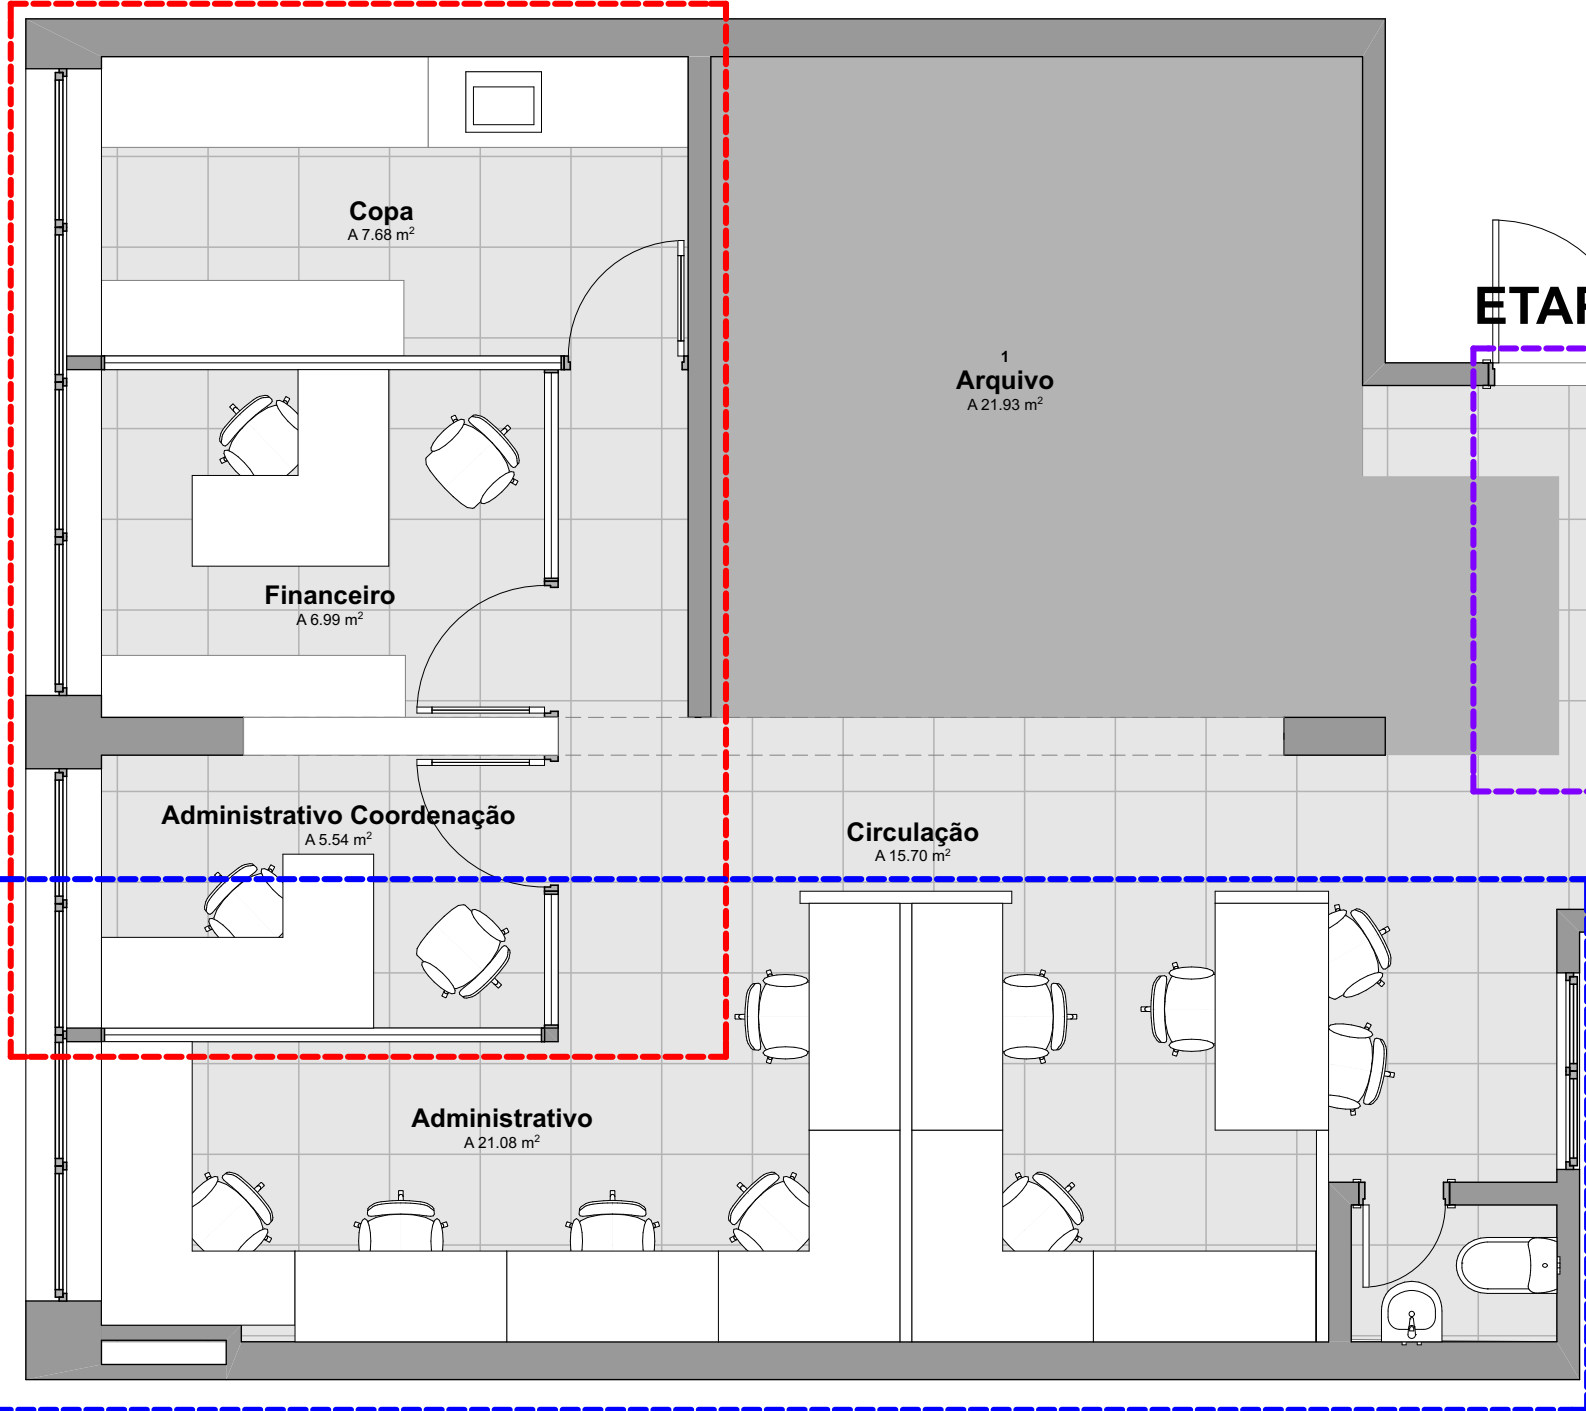 Copa
A 7.68 m²
ETAP
1
Arquivo
A 21.93 m²
Financeiro
A 6.99 m²
Administrativo Coordenação
A 5.54 m²
Circulação
A 15.70 m²
Administrativo
A 21.08 m²